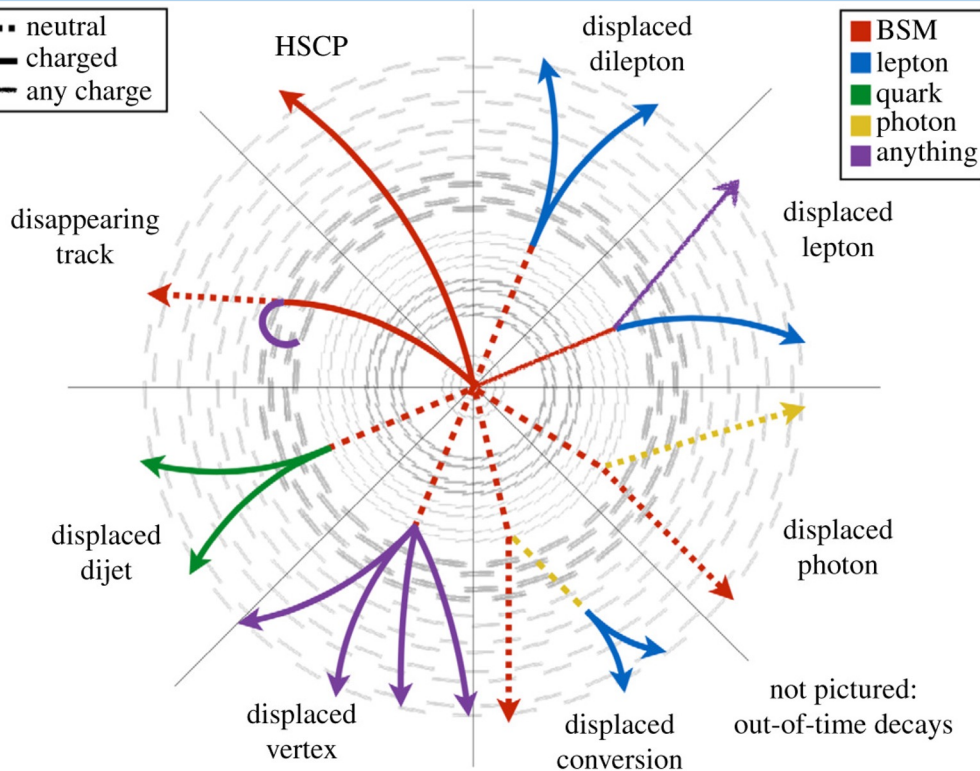 neutral
charged
any charge
HSCP
displaced
dilepton
BSM
lepton
quark
photon
anything
disappearing
track
displaced
lepton
displaced
dijet
displaced
photon
displaced
vertex
displaced
conversion
not pictured:
out-of-time decays